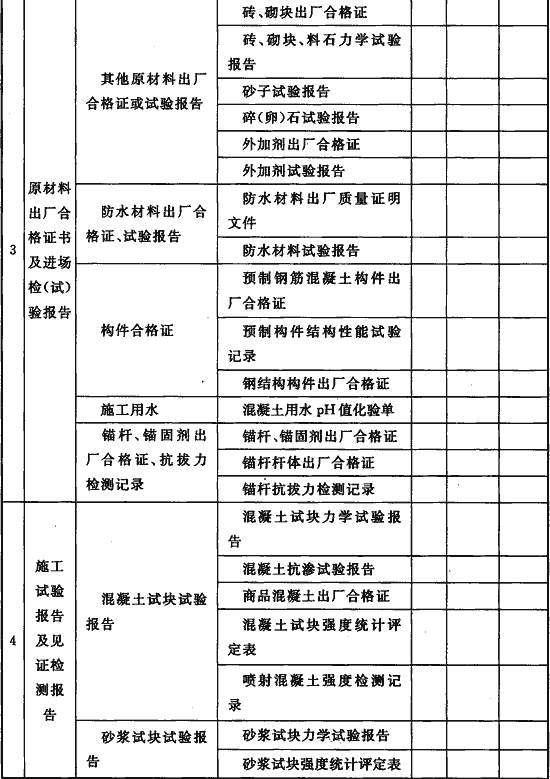 砖、砌块出厂合格证
砖、砌块、料石力学试验
报告
其他原材料出厂
合格证或试验报告
砂子试验报告
碎(卵)石试验报告
外加剂出厂合格证
外加剂试验报告
3
原材料
出厂合
格证书
及进场
检(试)
验报告
防水材料出厂合
格证、试验报告
防水材料出厂质量证明
文件
防水材料试验报告
构件合格证
预制钢筋混凝土构件出
厂合格证
预制构件结构性能试验
记录
钢结构构件出厂合格证
施工用水
混凝土用水pH值化验单
锚杆、锚固剂出
厂合格证、抗拔力
检测记录
锚杆、锚固剂出厂合格证
锚杆杆体出厂合格证
锚杆抗拔力检测记录
4
施工
试验
报告
及见
证检
测报
告
混凝土试块试验
报告
混凝土试块力学试验报
告
混凝土抗渗试验报告
商品混凝土出厂合格证
混凝土试块强度统计评
定表
喷射混凝土强度检测记
录
砂浆试块试验报
告
砂浆试块力学试验报告
砂浆试块强度统计评定表